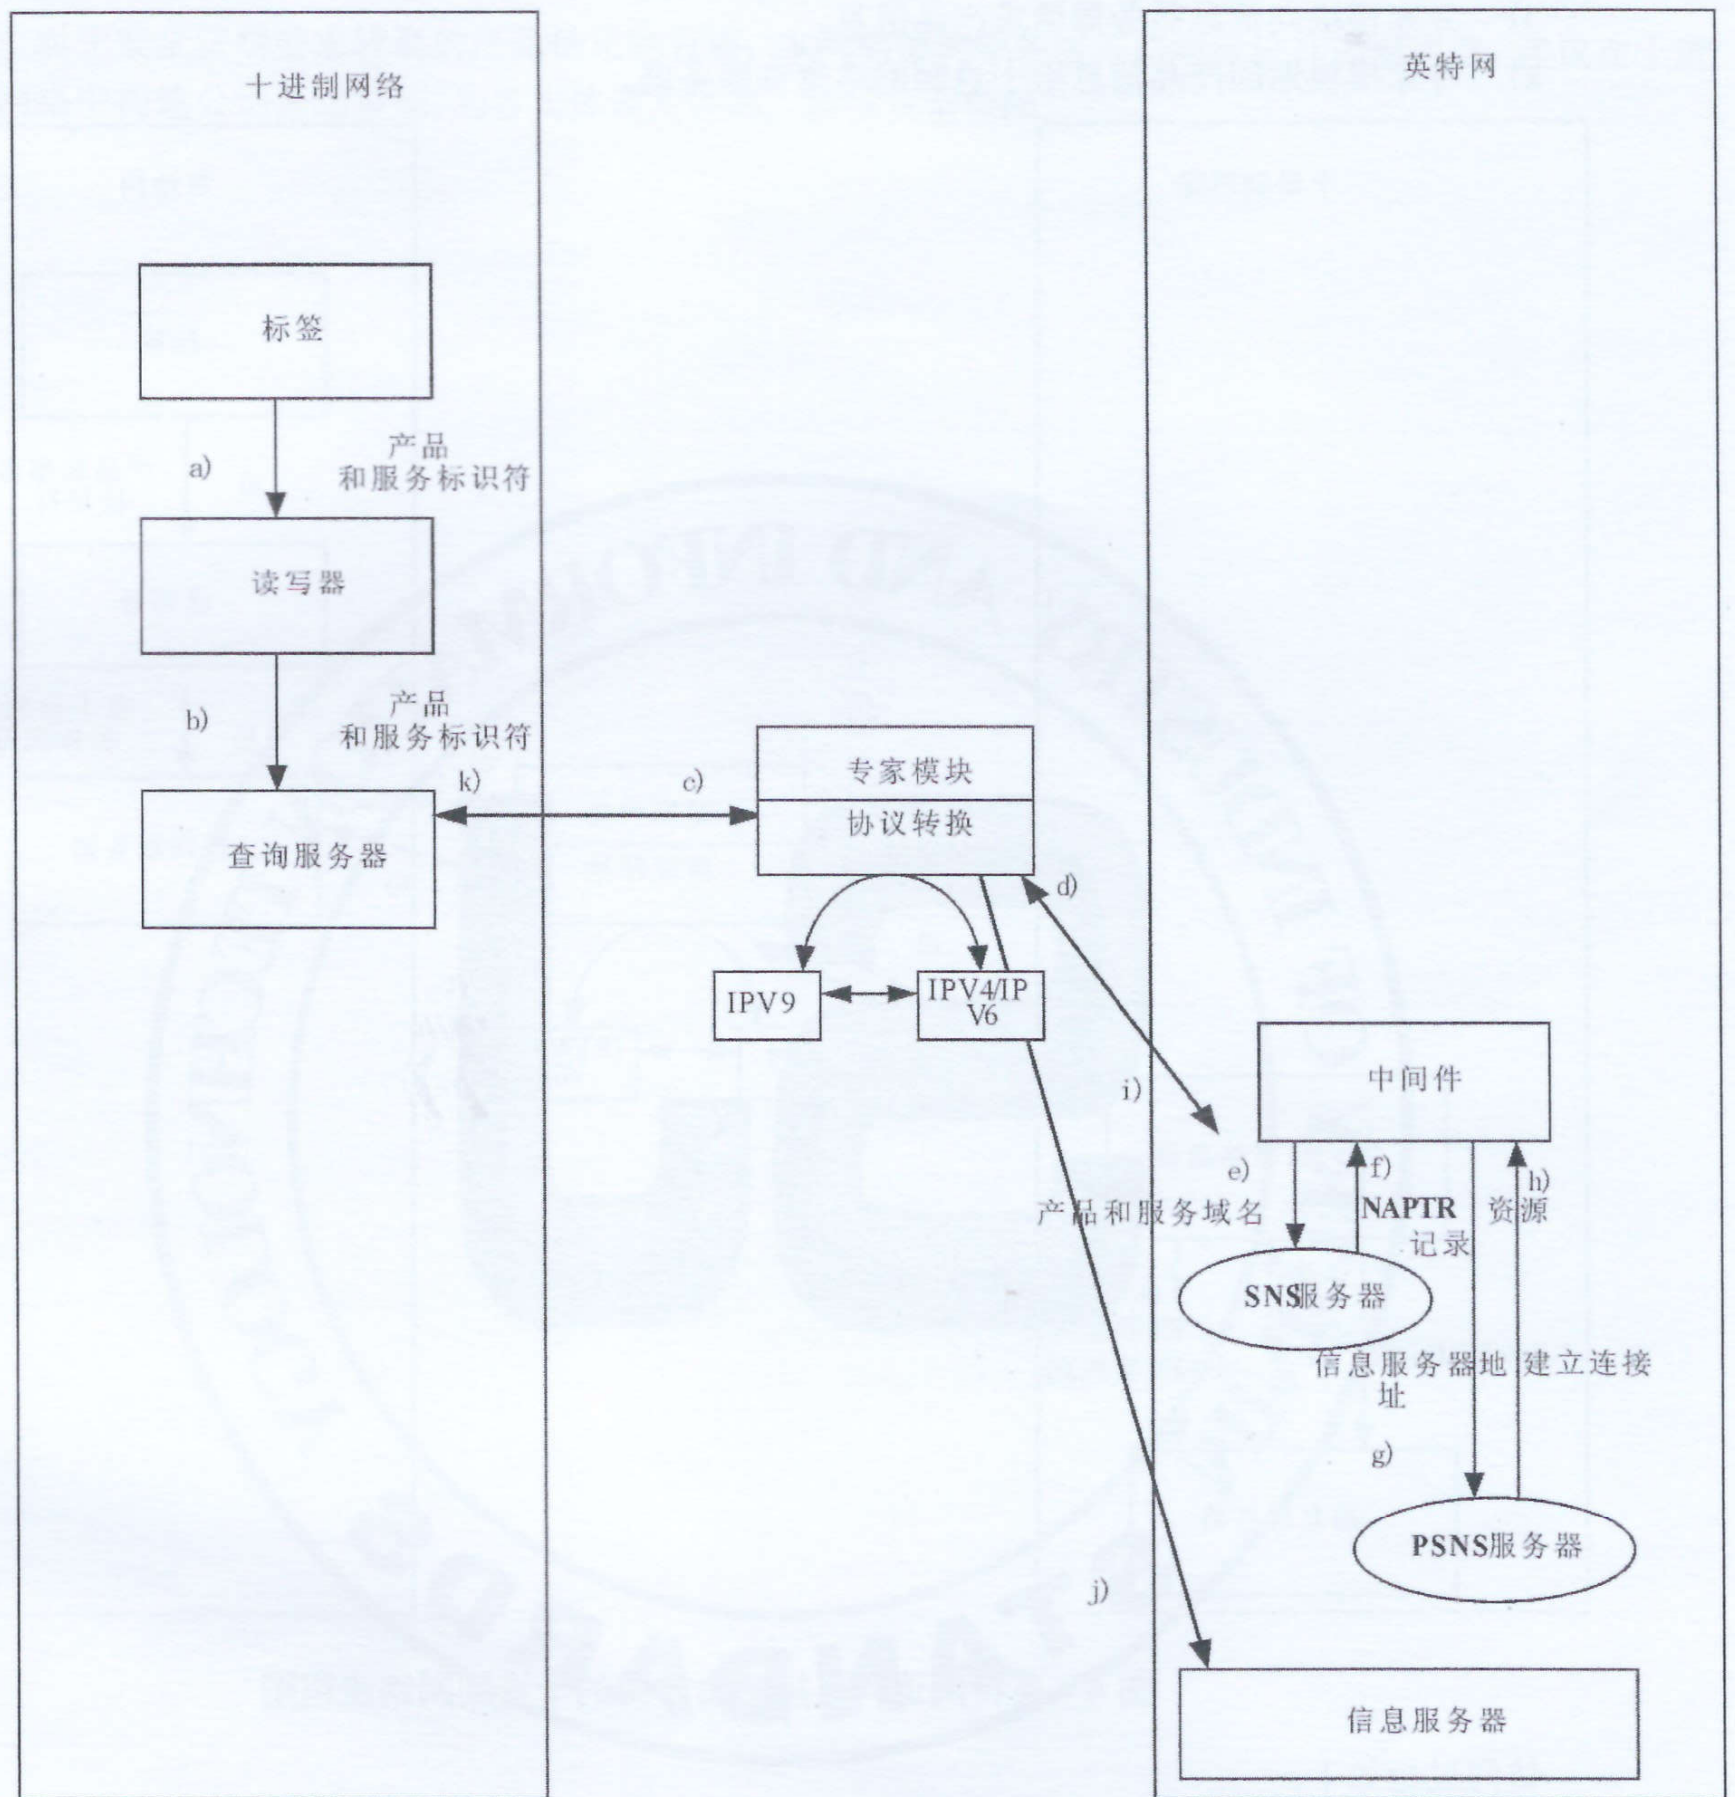 十进制网络
英特网
标签
a)
产品
和服务标识符
读写器
b)
产品
和服务标识符
k)
c)
专家模块
协议转换
查询服务器
d)
IPV9
IPV4/IP
V6
中间件
i)
e)
f)
h)
产品和服务域名
NAPTR
记录
资源
SNS服务器
信息服务器地
址
建立连接
g)
PSNS服务器
j)
信息服务器